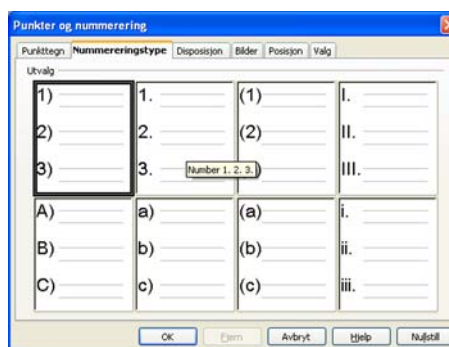 Punkter og nummerering
Punkttegn Nummereringstype Disposisjon Bilder Posisjon Valg
Utvalg
1) 1. (1) I.
2) 2. (2) II.
3) 3. Number 1. 2. 3. III.
A) a) (a) i.
B) b) (b) ii.
C) c) (c) iii.
OK Fjern Avbryt Hjelp Nullstill